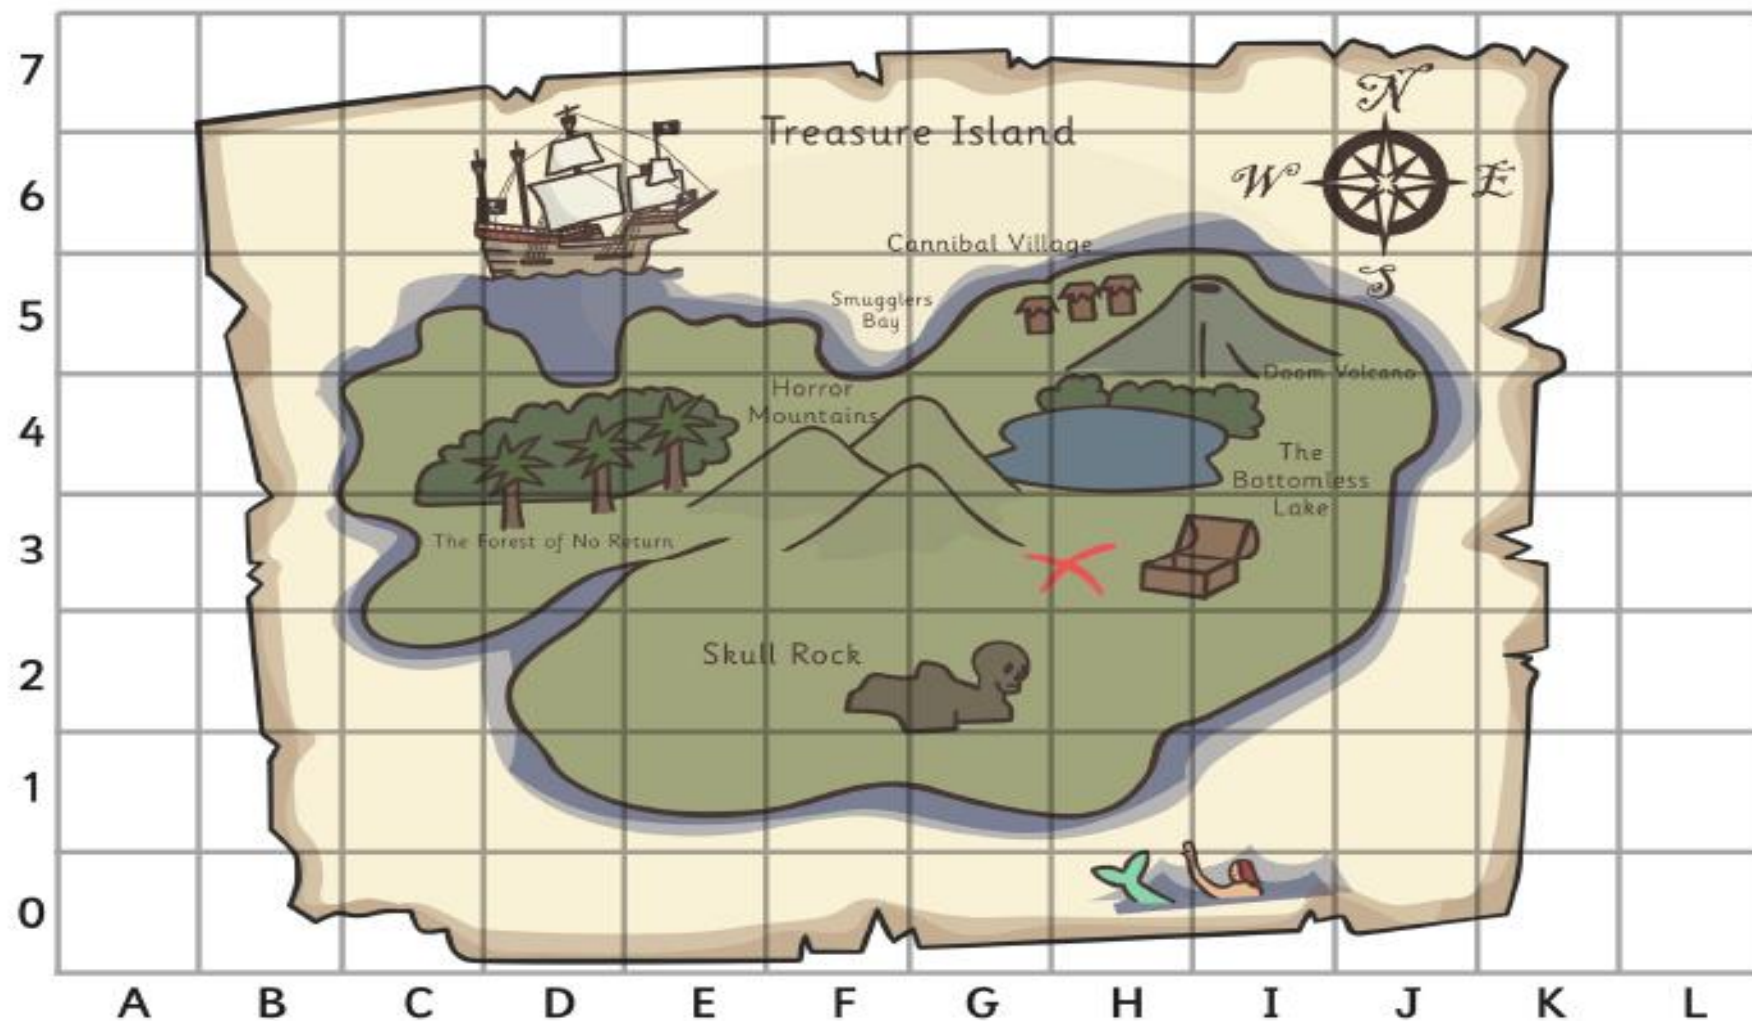 7
N
Treasure Island
6
W
E
Cannibal Village
S
5
Smugglers
Bay
Doom Volcano
4
Horror
Mountains
The
Bottomless
Lake
3
The Forest of No Return
2
Skull Rock
1
0
A B C D E F G H I J K L